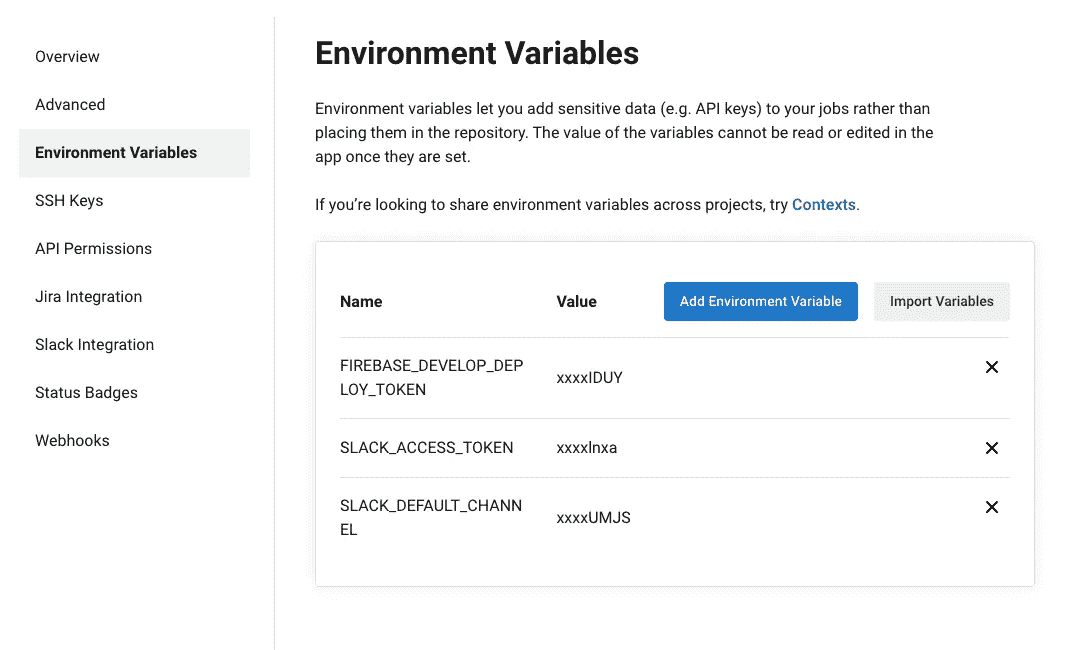 Overview
Advanced
Environment Variables
SSH Keys
API Permissions
Jira Integration
Slack Integration
Status Badges
Webhooks
Environment Variables
Environment variables let you add sensitive data (e.g. API keys) to your jobs rather than
placing them in the repository. The value of the variables cannot be read or edited in the
app once they are set.
If you’re looking to share environment variables across projects, try Contexts.
Name Value Add Environment Variable Import Variables
FIREBASE_DEVELOP_DEP
LOY_TOKEN
xxxxIDUY
SLACK_ACCESS_TOKEN xxxxlnxa
SLACK_DEFAULT_CHANN
EL
xxxxUMJS